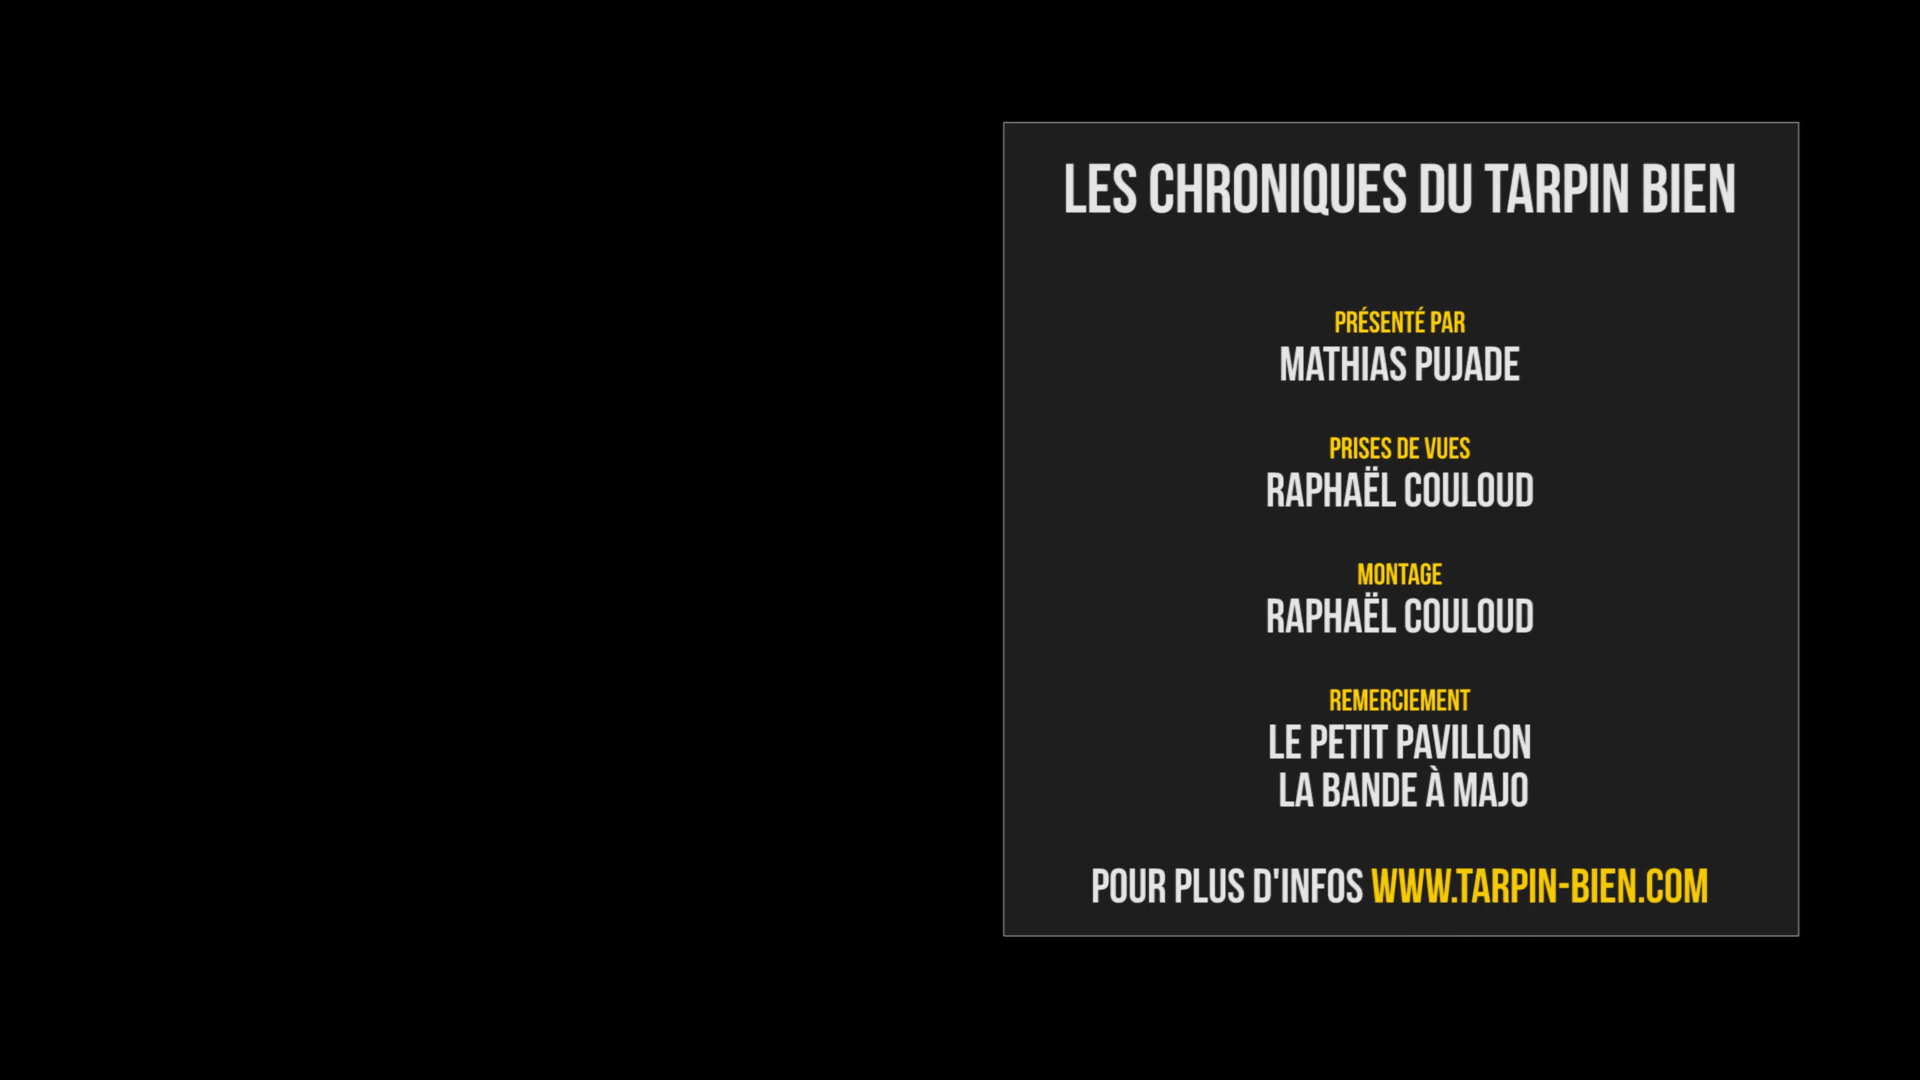 LES CHRONIQUES DU TARPIN BIEN
PRÉSENTÉ PAR
MATHIAS PUJADE
PRISES DE VUES
RAPHAËL COULOUD
MONTAGE
RAPHAËL COULOUD
REMERCIEMENT
LE PETIT PAVILLON
LA BANDE À MAJO
POUR PLUS D'INFOS WWW.TARPIN-BIEN.COM